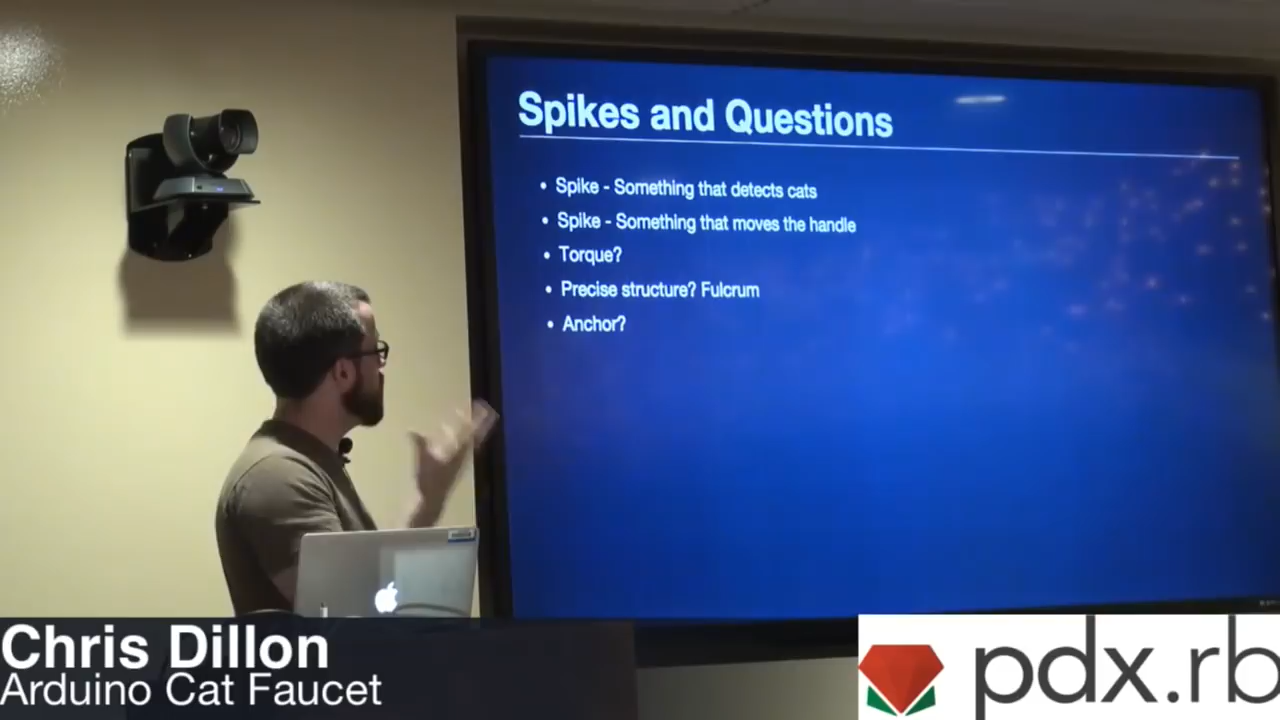 Spikes and Questions
• Spike - Something that detects cats
• Spike - Something that moves the handle
• Torque?
• Precise structure? Fulcrum
• Anchor?
Chris Dillon
Arduino Cat Faucet
pdx.rb